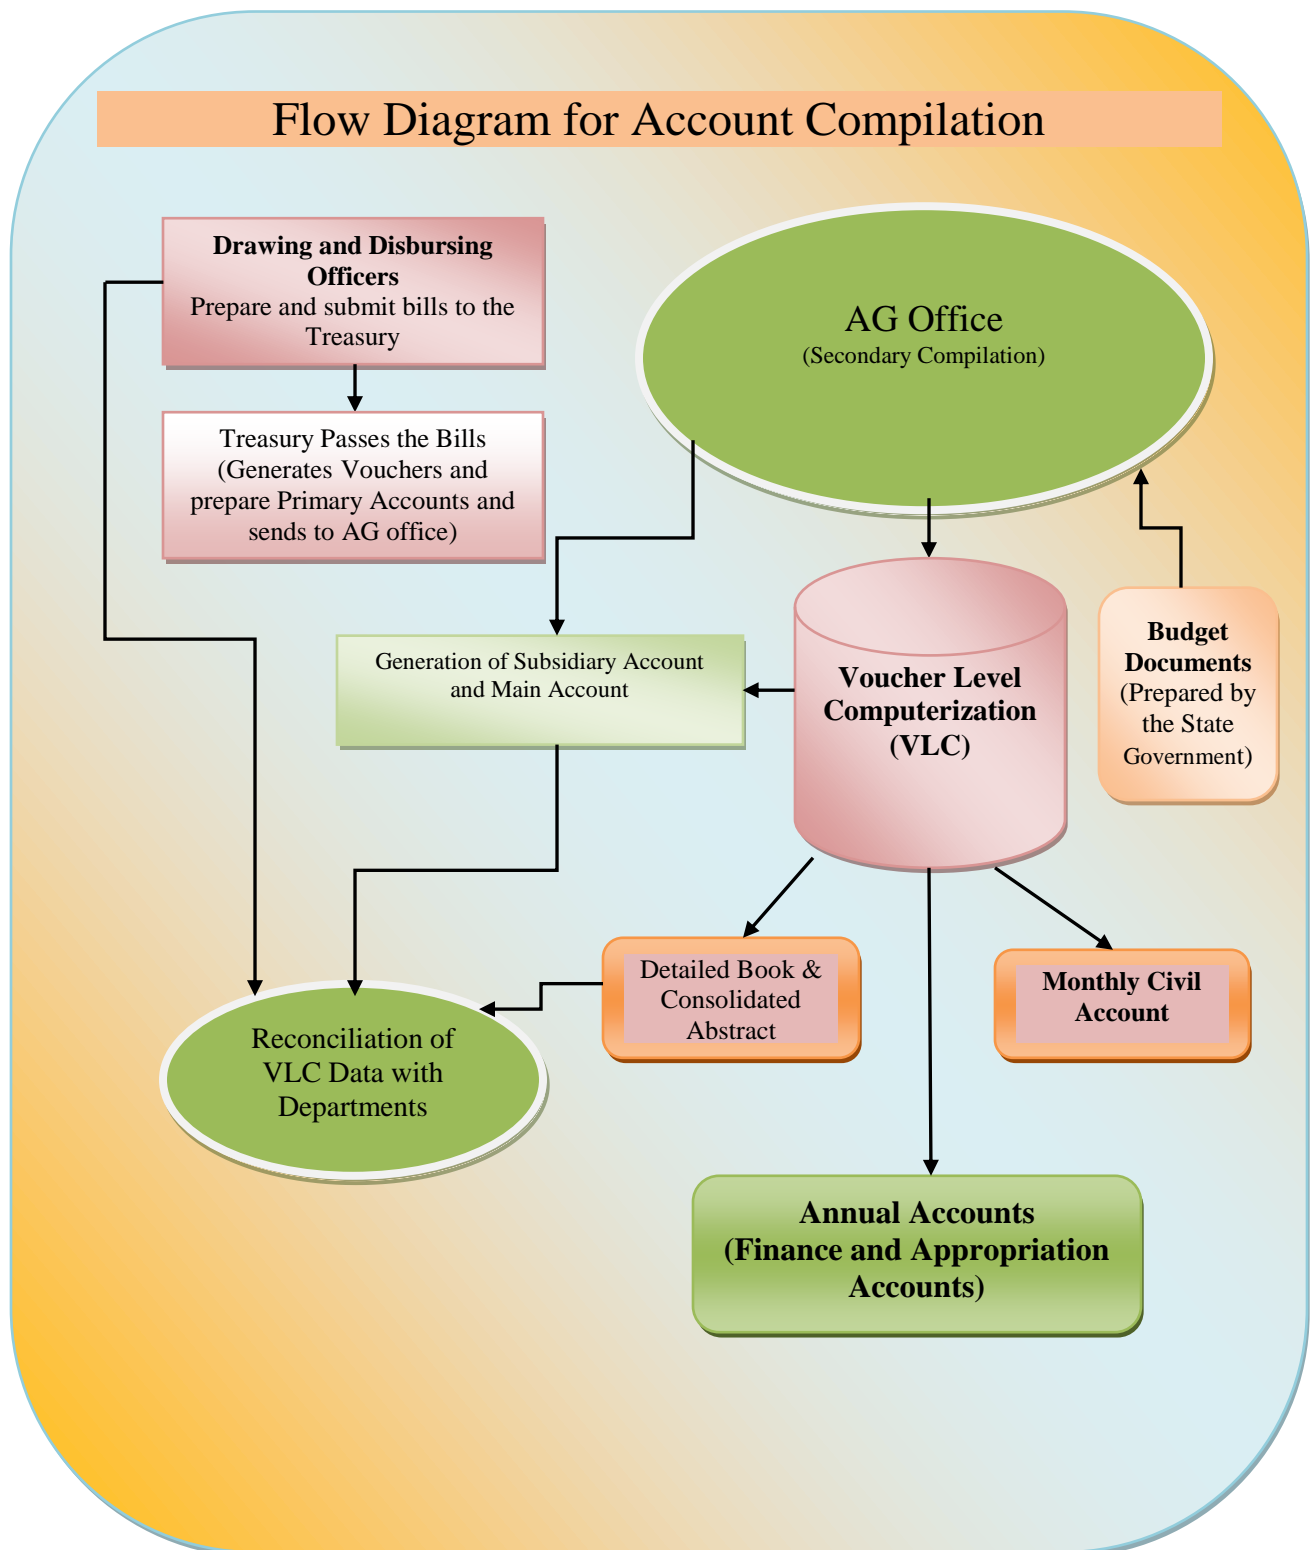 Flow Diagram for Account Compilation
Drawing and Disbursing
Officers
Prepare and submit bills to the
Treasury
AG Office
(Secondary Compilation)
Treasury Passes the Bills
(Generates Vouchers and
prepare Primary Accounts and
sends to AG office)
Generation of Subsidiary Account
and Main Account
Voucher Level
Computerization
(VLC)
Budget
Documents
(Prepared by
the State
Government)
Detailed Book &
Consolidated
Abstract
Monthly Civil
Account
Reconciliation of
VLC Data with
Departments
Annual Accounts
(Finance and Appropriation
Accounts)